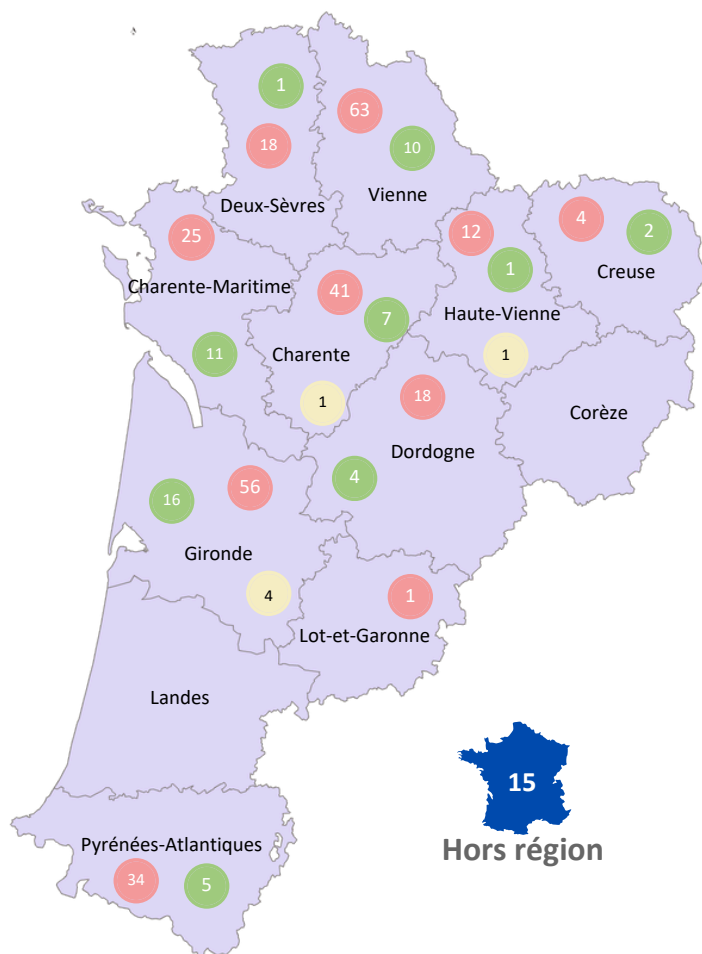 1
63
18
10
Deux-Sèvres
Vienne
25
12
4
2
Charente-Maritime
1
Creuse
41
7
Haute-Vienne
11
Charente
1
1
18
Corèze
Dordogne
4
16
56
Gironde
4
1
Lot-et-Garonne
Landes
15
Hors région
Pyrénées-Atlantiques
34
5